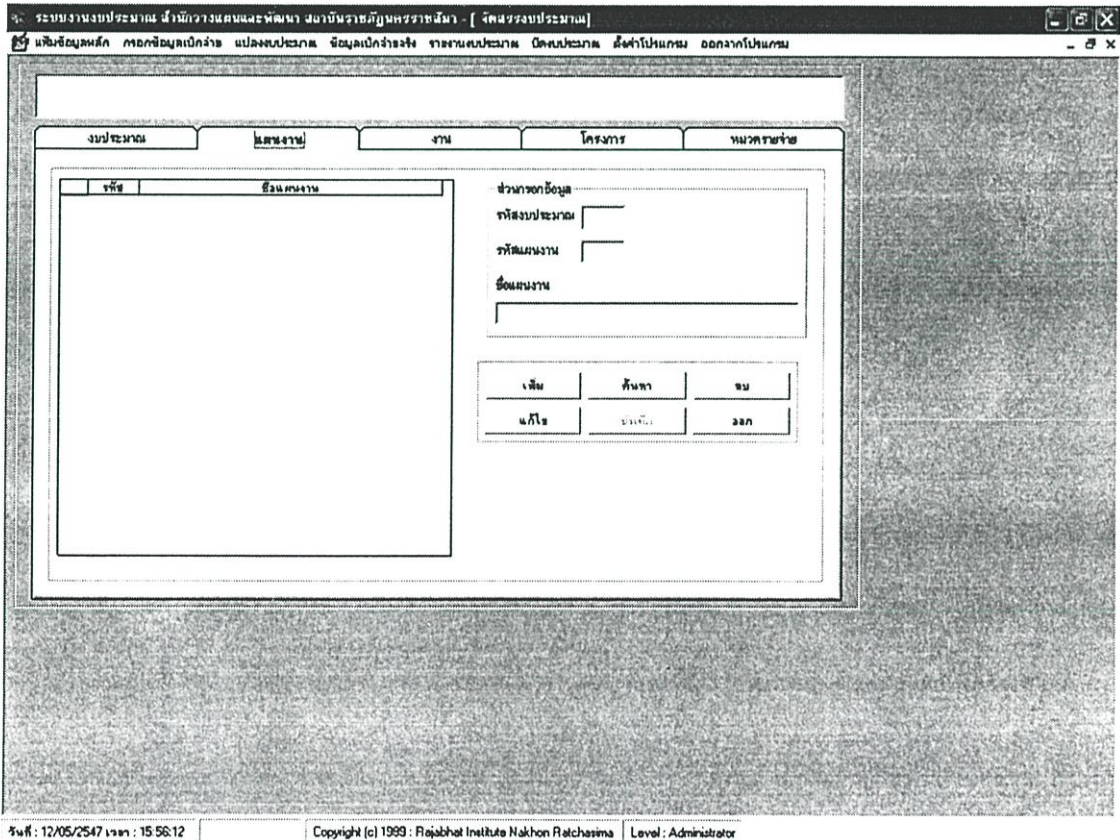 ระบบงานงบประมาณ สำนักวางแผนและพัฒนา สถาบันราชภัฏนครราชสีมา - [ จัดสรรงบประมาณ]
แฟ้มข้อมูลหลัก กรอกข้อมูลเบิกจ่าย แปลงงบประมาณ ข้อมูลเบิกจ่ายจริง รายงานงบประมาณ ปิดงบประมาณ ตั้งค่าโปรแกรม ออกจากโปรแกรม
งบประมาณ แผนงาน งาน โครงการ หมวดรายจ่าย
รหัส ชื่อแผนงาน
ส่วนกรอกข้อมูล
รหัสงบประมาณ
รหัสแผนงาน
ชื่อแผนงาน
เพิ่ม ค้นหา ลบ
แก้ไข บันทึก ออก
วันที่ : 12/05/2547 เวลา : 15:56:12 Copyright (c) 1999 : Rajabhat Institute Nakhon Ratchasima Level : Administrator